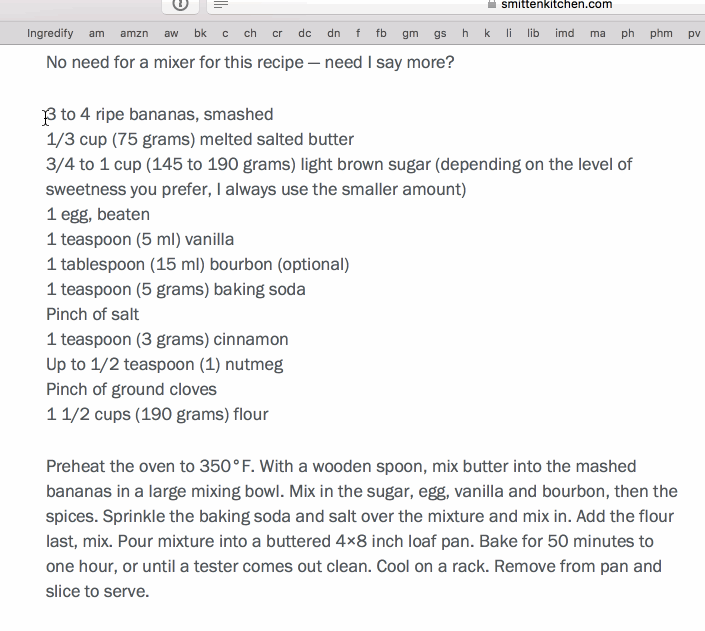 smittenkitchen.com
Ingredify am amzn aw bk c ch cr dc dn f fb gm gs h k li lib imd ma ph phm pv
No need for a mixer for this recipe — need I say more?
3 to 4 ripe bananas, smashed
1/3 cup (75 grams) melted salted butter
3/4 to 1 cup (145 to 190 grams) light brown sugar (depending on the level of
sweetness you prefer, I always use the smaller amount)
1 egg, beaten
1 teaspoon (5 ml) vanilla
1 tablespoon (15 ml) bourbon (optional)
1 teaspoon (5 grams) baking soda
Pinch of salt
1 teaspoon (3 grams) cinnamon
Up to 1/2 teaspoon (1) nutmeg
Pinch of ground cloves
1 1/2 cups (190 grams) flour
Preheat the oven to 350°F. With a wooden spoon, mix butter into the mashed
bananas in a large mixing bowl. Mix in the sugar, egg, vanilla and bourbon, then the
spices. Sprinkle the baking soda and salt over the mixture and mix in. Add the flour
last, mix. Pour mixture into a buttered 4×8 inch loaf pan. Bake for 50 minutes to
one hour, or until a tester comes out clean. Cool on a rack. Remove from pan and
slice to serve.